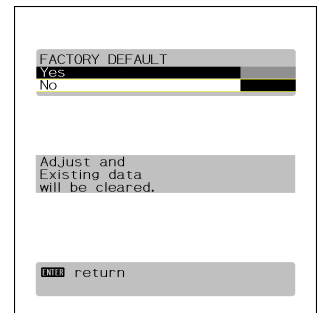 FACTORY DEFAULT
Yes
No
Adjust and
Existing data
will be cleared.
ENTER return